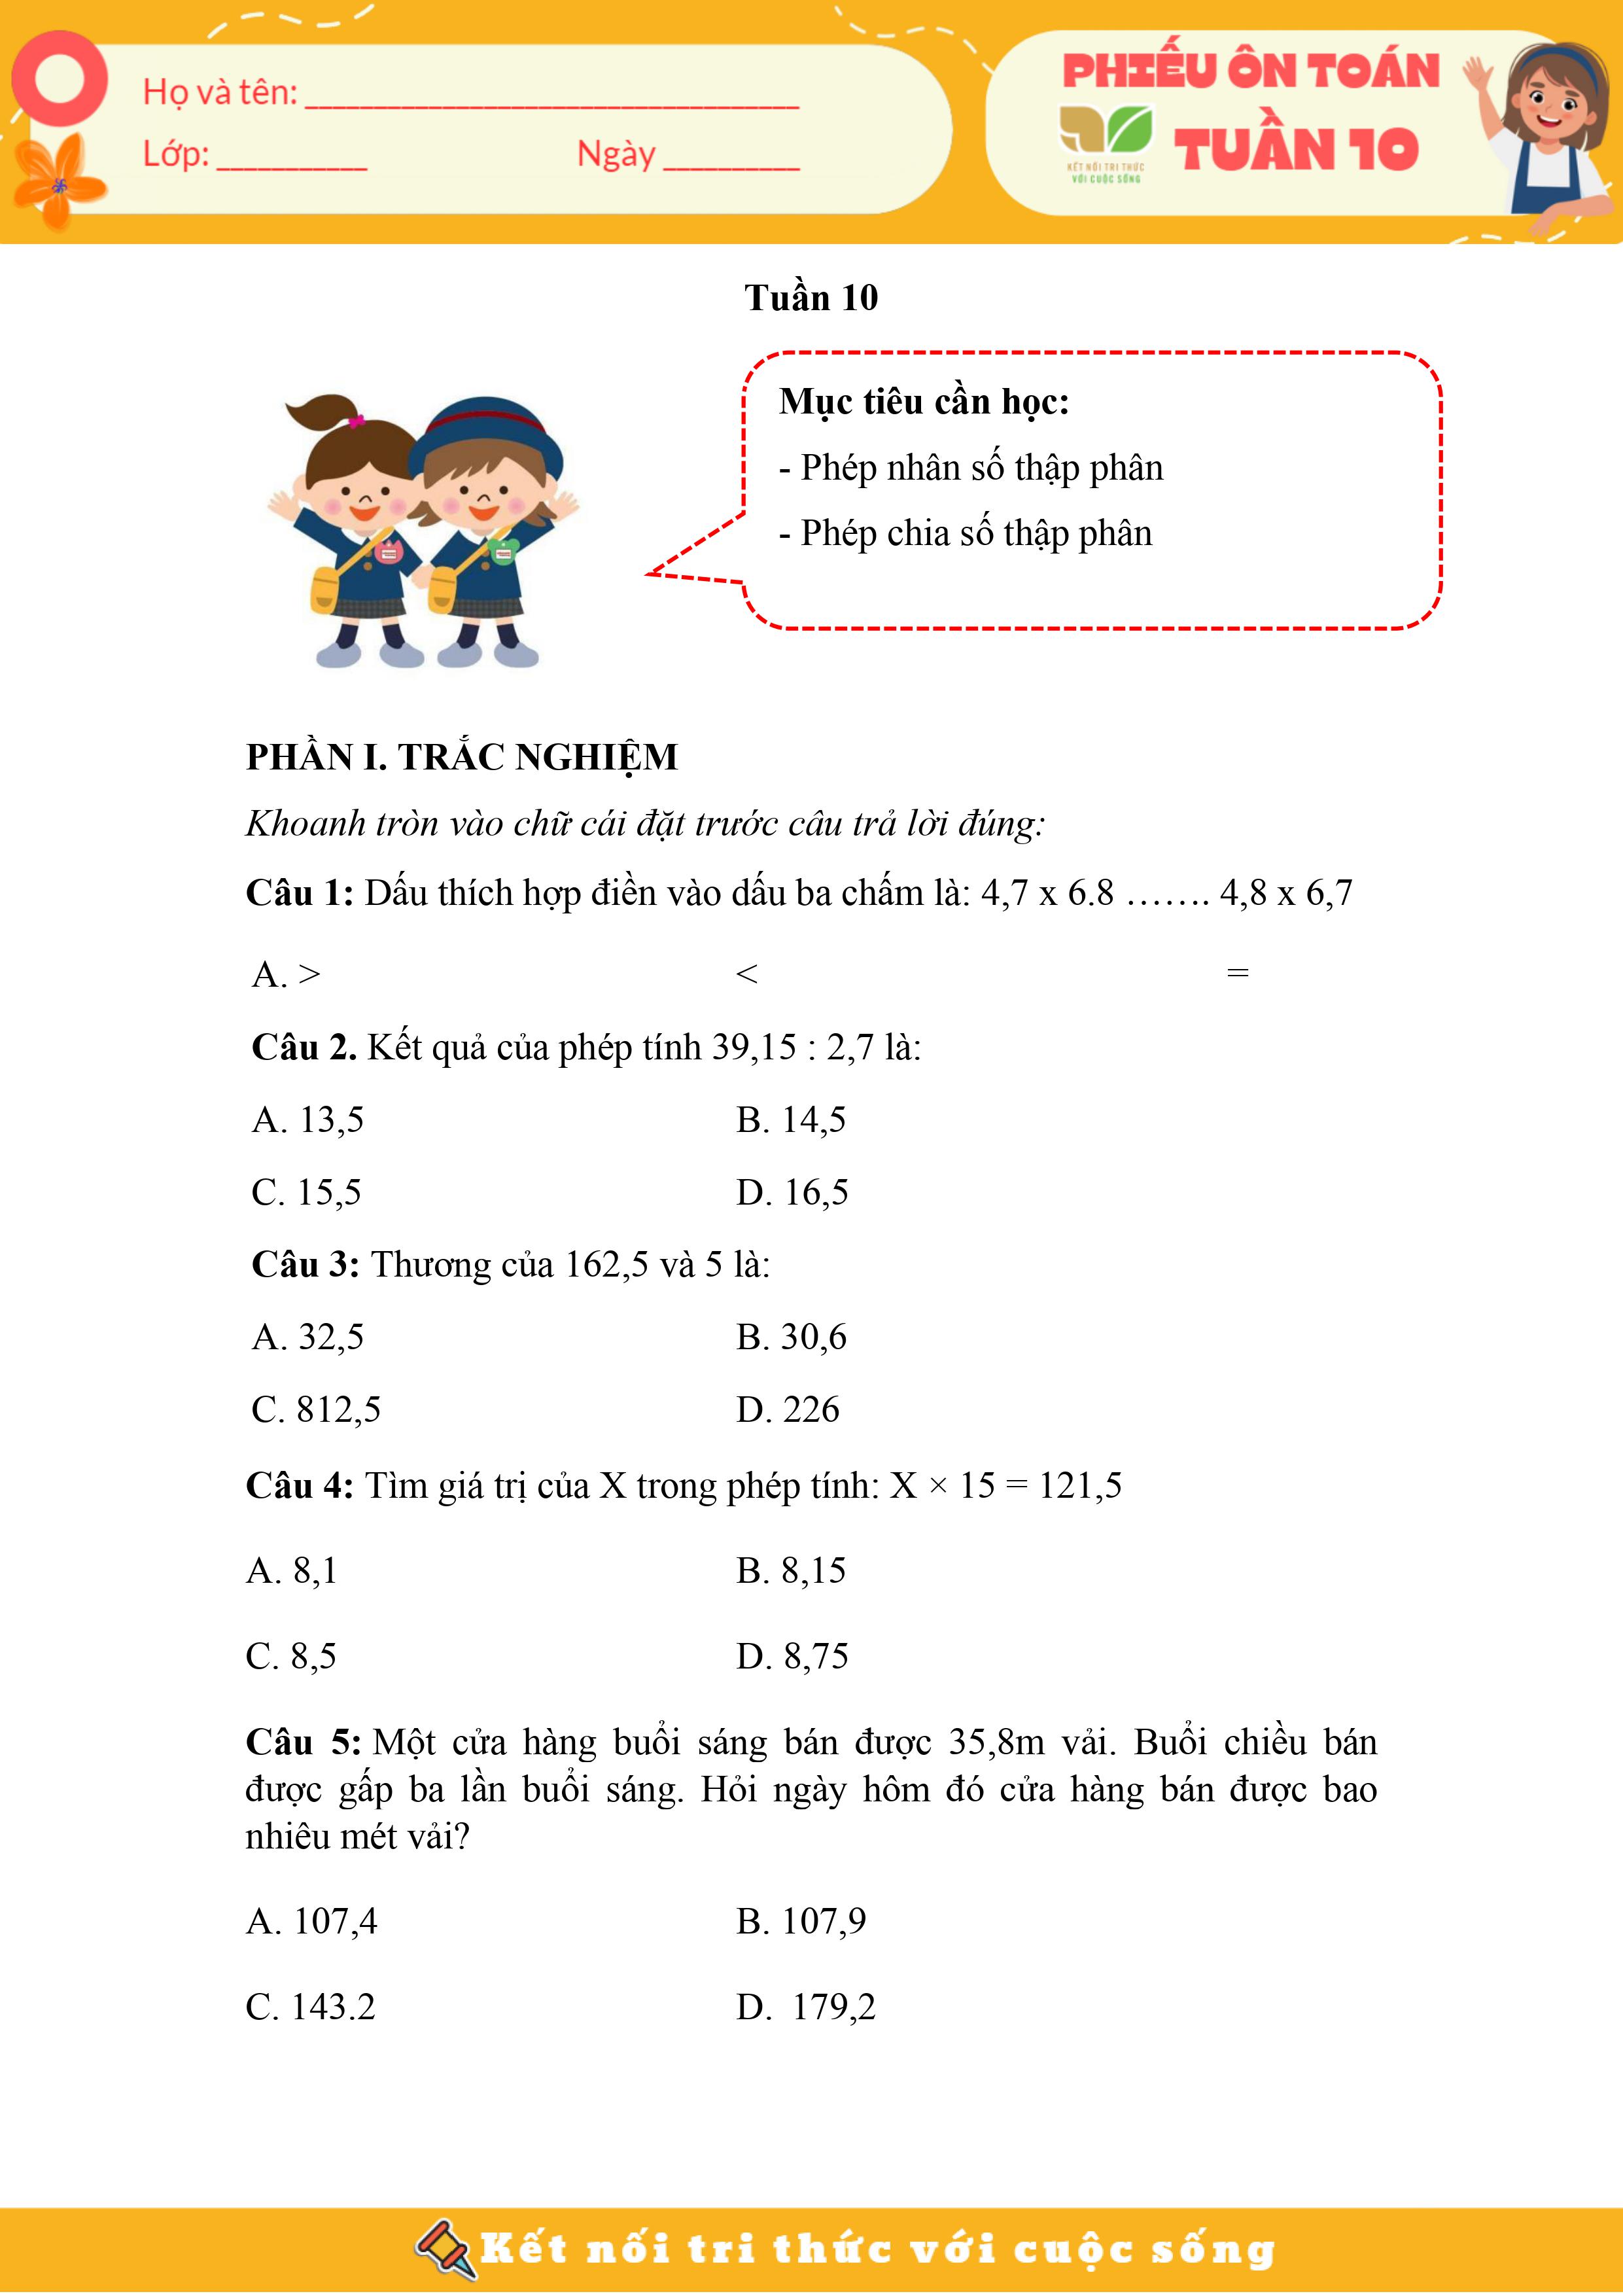 Họ và tên: ____________________________
Lớp: _________ Ngày ________
PHIẾU ÔN TOÁN
TUẦN 10
KẾT NỐI TRI THỨC
VỚI CUỘC SỐNG
Tuần 10
Mục tiêu cần học:
- Phép nhân số thập phân
- Phép chia số thập phân
PHẦN I. TRẮC NGHIỆM
Khoanh tròn vào chữ cái đặt trước câu trả lời đúng:
Câu 1: Dấu thích hợp điền vào dấu ba chấm là: 4,7 x 6.8 ……. 4,8 x 6,7
A. > < =
Câu 2. Kết quả của phép tính 39,15 : 2,7 là:
A. 13,5 B. 14,5
C. 15,5 D. 16,5
Câu 3: Thương của 162,5 và 5 là:
A. 32,5 B. 30,6
C. 812,5 D. 226
Câu 4: Tìm giá trị của X trong phép tính: X × 15 = 121,5
A. 8,1 B. 8,15
C. 8,5 D. 8,75
Câu 5: Một cửa hàng buổi sáng bán được 35,8m vải. Buổi chiều bán
được gấp ba lần buổi sáng. Hỏi ngày hôm đó cửa hàng bán được bao
nhiêu mét vải?
A. 107,4 B. 107,9
C. 143.2 D. 179,2
Kết nối tri thức với cuộc sống